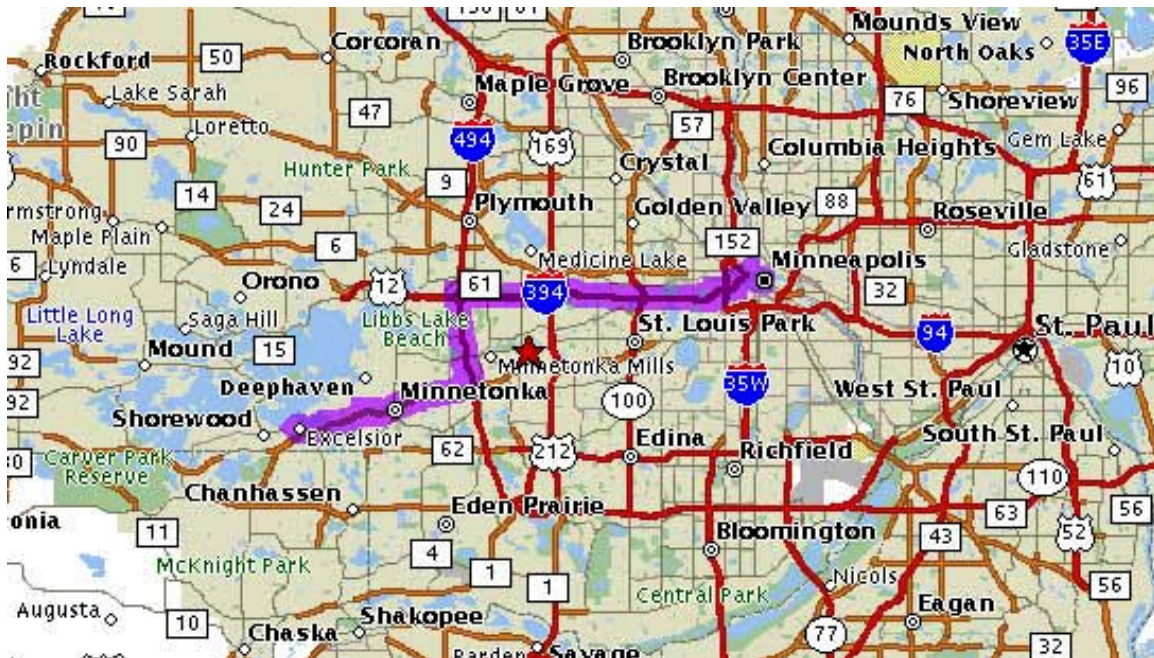 Corcoran
Brooklyn Park
Mounds View
35E
50
North Oaks
Rockford
Maple Grove
Brooklyn Center
96
Lake Sarah
76
Shoreview
47
57
Loretto
90
494
169
Columbia Heights
Gem Lake
Hunter Park
Crystal
61
9
14
24
Plymouth
Golden Valley
88
Roseville
Maple Plain
6
152
Gladstone
6
Lyndale
Medicine Lake
Minneapolis
Orono
12
61
394
32
Little Long
Lake
Saga Hill
Libbs Lake
Beach
St. Louis Park
94
St. Paul
Mound
15
Minnetonka Mills
92
Deephaven
Minnetonka
35W
West St. Paul
10
92
100
Shorewood
Excelsior
62
212
Edina
Richfield
South St. Paul
Carver Park
Reserve
110
Chanhassen
Eden Prairie
63
56
11
Bloomington
43
52
4
McKnight Park
1
1
Nicols
56
Central Park
Augusta
10
Shakopee
Eagan
Chaska
77
32
Savage